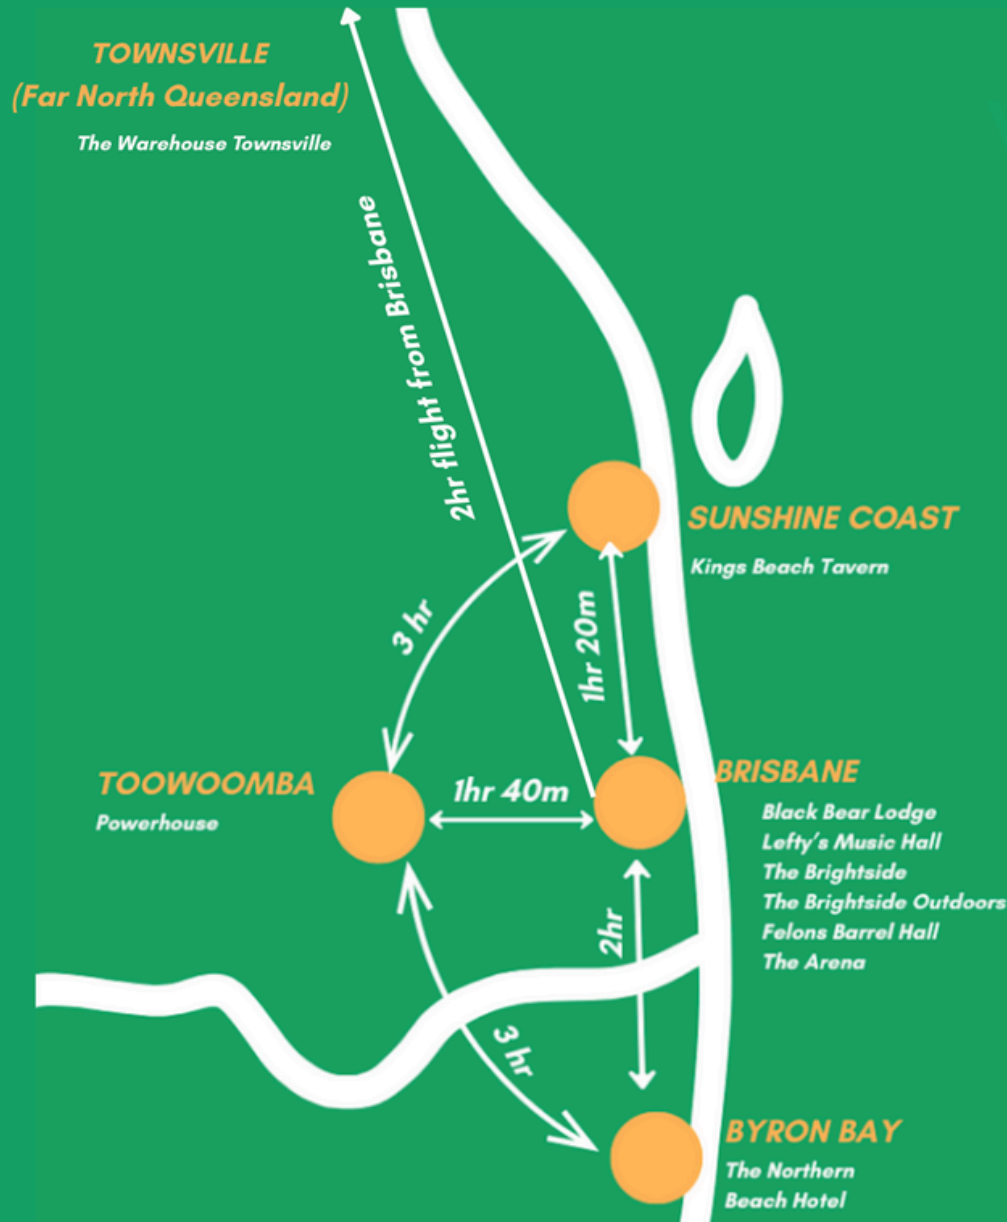 TOWNSVILLE
(Far North Queensland)
The Warehouse Townsville
2hr flight from Brisbane
SUNSHINE COAST
Kings Beach Tavern
3 hr
1hr 20m
TOOWOOMBA
Powerhouse
1hr 40m
BRISBANE
Black Bear Lodge
Lefty's Music Hall
The Brightside
The Brightside Outdoors
Felons Barrel Hall
The Arena
2hr
3 hr
BYRON BAY
The Northern
Beach Hotel